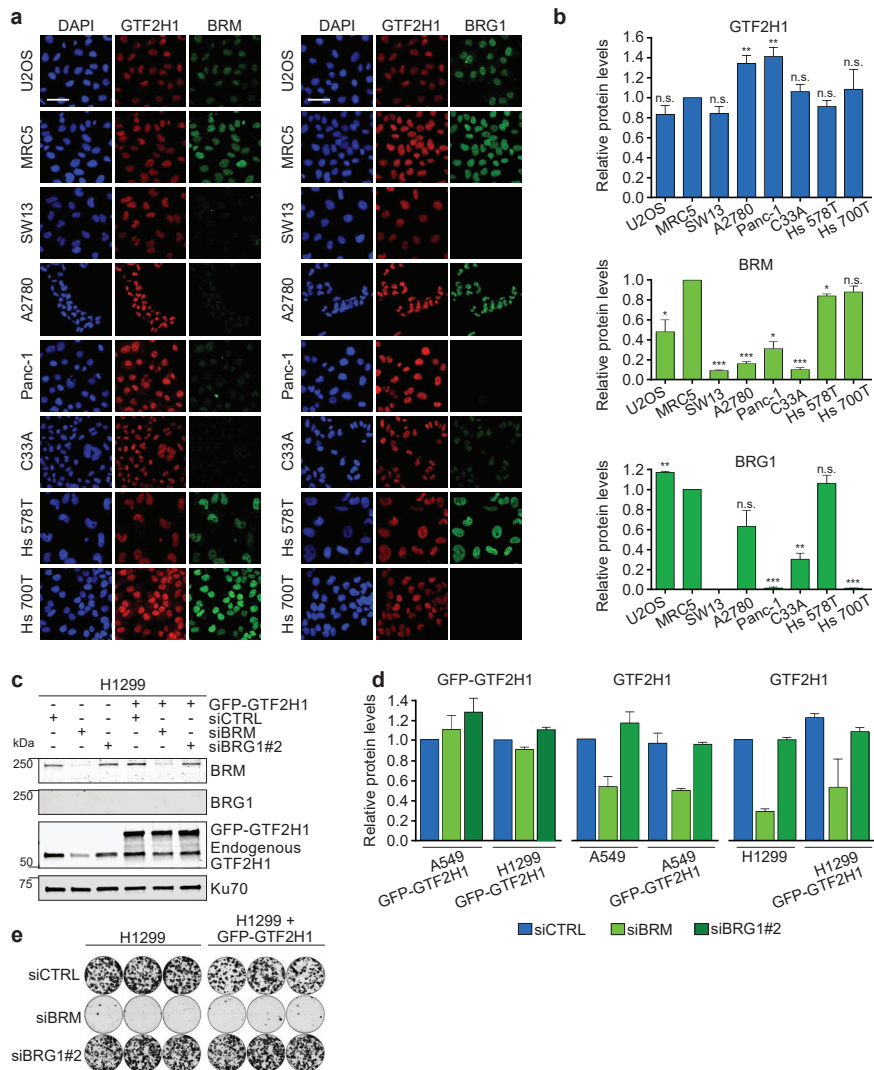 a
DAPI GTF2H1 BRM
DAPI GTF2H1 BRG1
U2OS
MRC5
SW13
A2780
Panc-1
C33A
Hs 578T
Hs 700T
U2OS
MRC5
SW13
A2780
Panc-1
C33A
Hs 578T
Hs 700T
b
GTF2H1
Relative protein levels
1.6
1.4
1.2
1.0
0.8
0.6
0.4
0.2
0.0
n.s. n.s. ** ** n.s. n.s. n.s.
U2OS MRC5 SW13 A2780 Panc-1 C33A Hs 578T Hs 700T
BRM
Relative protein levels
1.0
0.8
0.6
0.4
0.2
0.0
* *** *** * *** * n.s.
U2OS MRC5 SW13 A2780 Panc-1 C33A Hs 578T Hs 700T
BRG1
Relative protein levels
1.2
1.0
0.8
0.6
0.4
0.2
0.0
** n.s. *** ** n.s. ***
U2OS MRC5 SW13 A2780 Panc-1 C33A Hs 578T Hs 700T
c
H1299
- - - + + + GFP-GTF2H1
+ - - + - - siCTRL
- + - - + - siBRM
- - + - - + siBRG1#2
kDa
250
BRM
250
BRG1
GFP-GTF2H1
Endogenous
GTF2H1
50
75
Ku70
d
GFP-GTF2H1 GTF2H1 GTF2H1
Relative protein levels
1.4
1.2
1.0
0.8
0.6
0.4
0.2
0.0
A549
GFP-GTF2H1
H1299
GFP-GTF2H1
A549
A549
GFP-GTF2H1
H1299
H1299
GFP-GTF2H1
siCTRL siBRM siBRG1#2
e
H1299
H1299 +
GFP-GTF2H1
siCTRL
siBRM
siBRG1#2